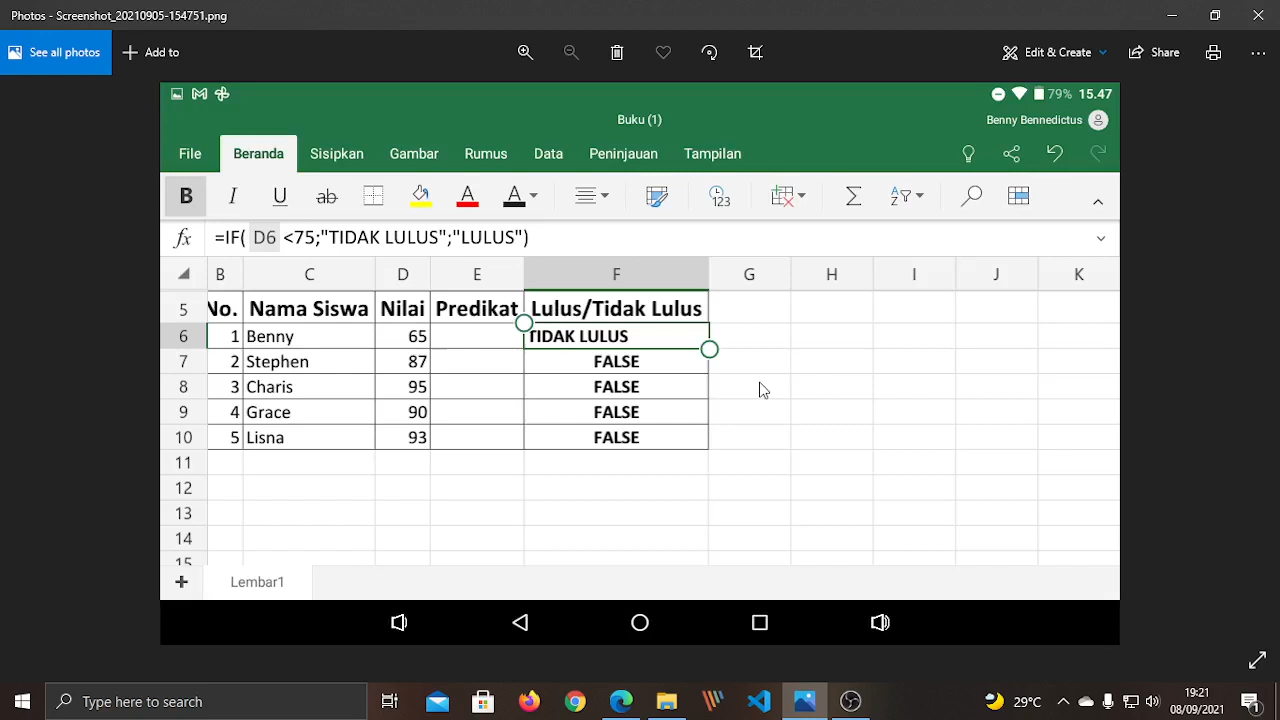 Photos - Screenshot_20210905-154751.png
See all photos
Add to
Edit & Create
Share
79% 15.47
Buku (1)
Benny Bennedictus
File Beranda Sisipkan Gambar Rumus Data Peninjauan Tampilan
B I U ab A A 123
fx =IF( D6 <75;"TIDAK LULUS";"LULUS")
B C D E F G H I J K
5 No. Nama Siswa Nilai Predikat Lulus/Tidak Lulus
6 1 Benny 65 TIDAK LULUS
7 2 Stephen 87 FALSE
8 3 Charis 95 FALSE
9 4 Grace 90 FALSE
10 5 Lisna 93 FALSE
11
12
13
14
15
Lembar1
Type here to search
29°C
19:21
08/09/2021
1